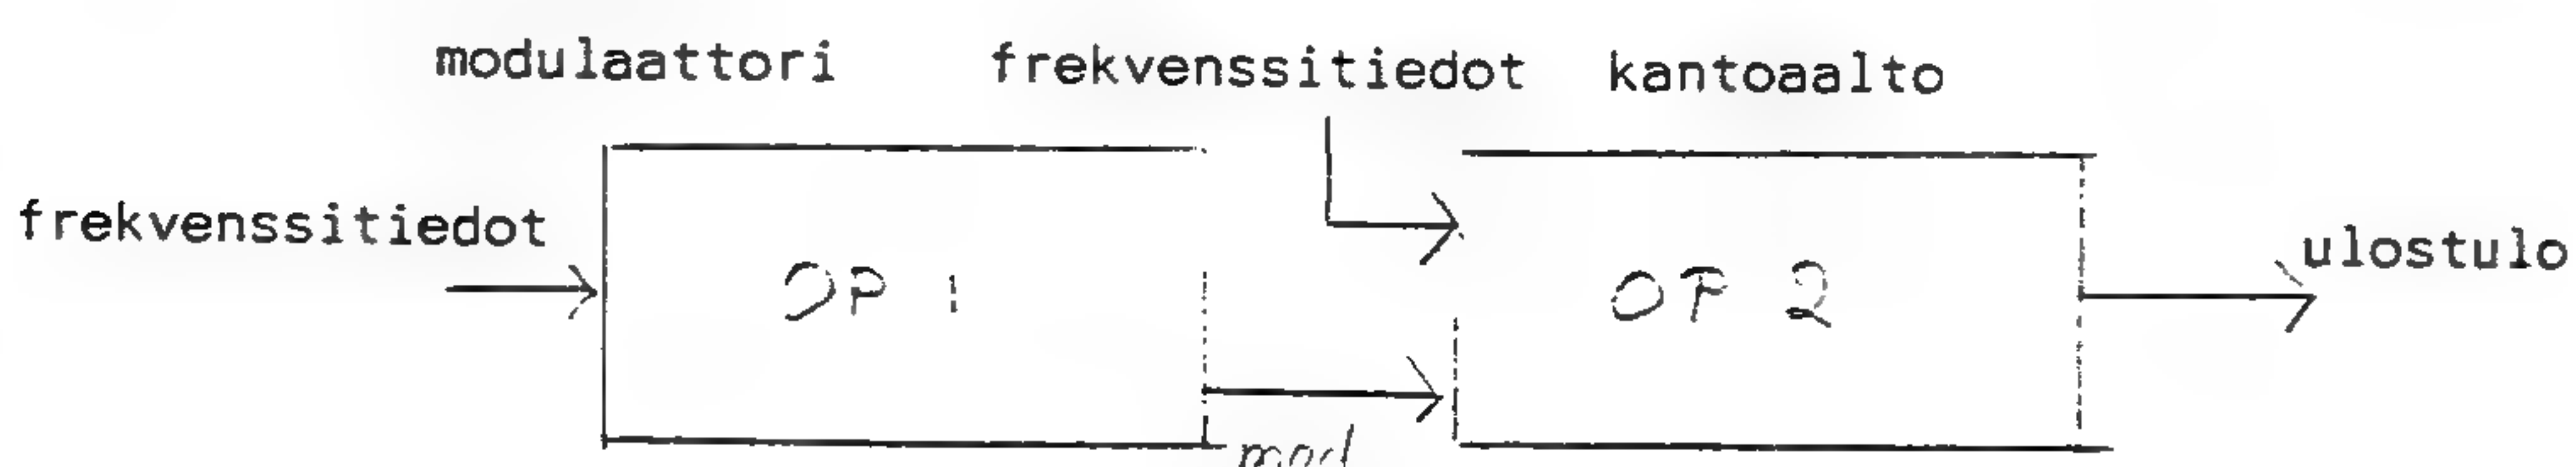 modulaattori frekvenssitiedot kantoaalto
frekvenssitiedot OP 1 OP 2 ulostulo
mod